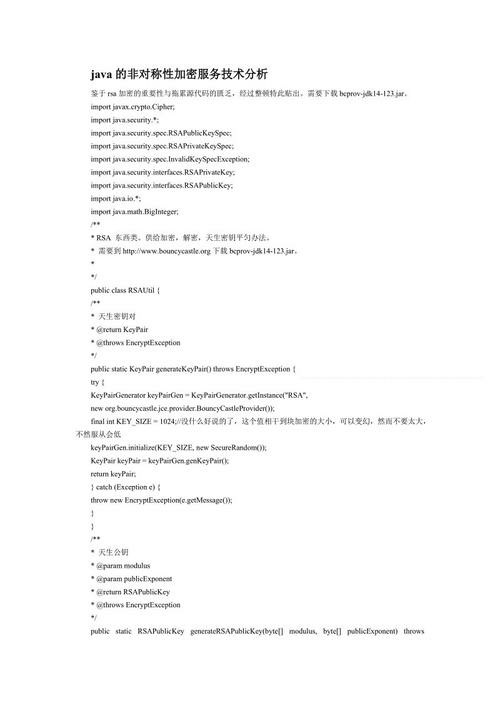 java 的非对称性加密服务技术分析
鉴于 rsa 加密的重要性与拖累源代码的匮乏，经过整顿特此贴出。需要下载 bcprov-jdk14-123.jar。
import javax.crypto.Cipher;
import java.security.*;
import java.security.spec.RSAPublicKeySpec;
import java.security.spec.RSAPrivateKeySpec;
import java.security.spec.InvalidKeySpecException;
import java.security.interfaces.RSAPrivateKey;
import java.security.interfaces.RSAPublicKey;
import java.io.*;
import java.math.BigInteger;
/**
* RSA 东西类。供给加密，解密，天生密钥平匀办法。
* 需要到 http://www.bouncycastle.org 下载 bcprov-jdk14-123.jar。
*
*/
public class RSAUtil {
/**
* 天生密钥对
* @return KeyPair
* @throws EncryptException
*/
public static KeyPair generateKeyPair() throws EncryptException {
try {
KeyPairGenerator keyPairGen = KeyPairGenerator.getInstance("RSA",
new org.bouncycastle.jce.provider.BouncyCastleProvider());
final int KEY_SIZE = 1024;//没什么好说的了，这个值相干到块加密的大小，可以变幻，然而不要太大，
不然服从会低
keyPairGen.initialize(KEY_SIZE, new SecureRandom());
KeyPair keyPair = keyPairGen.genKeyPair();
return keyPair;
} catch (Exception e) {
throw new EncryptException(e.getMessage());
}
}
/**
* 天生公钥
* @param modulus
* @param publicExponent
* @return RSAPublicKey
* @throws EncryptException
*/
public static RSAPublicKey generateRSAPublicKey(byte[] modulus, byte[] publicExponent) throws